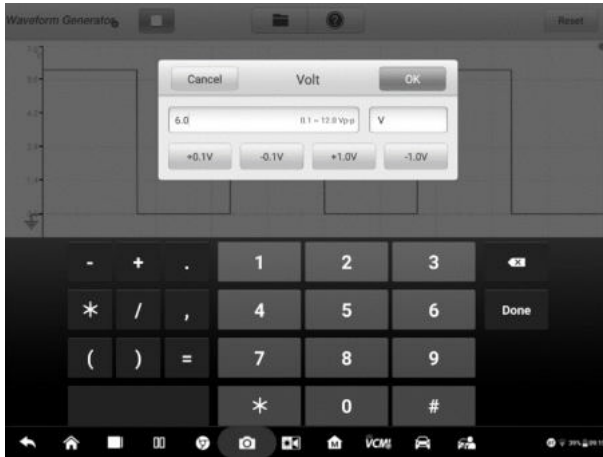 Waveform Generator
Reset
Cancel
Volt
OK
6.0
0.1 ~ 12.0 Vp-p
V
+0.1V
-0.1V
+1.0V
-1.0V
- + . 1 2 3
* / , 4 5 6 Done
( ) = 7 8 9
* 0 #
VCMI